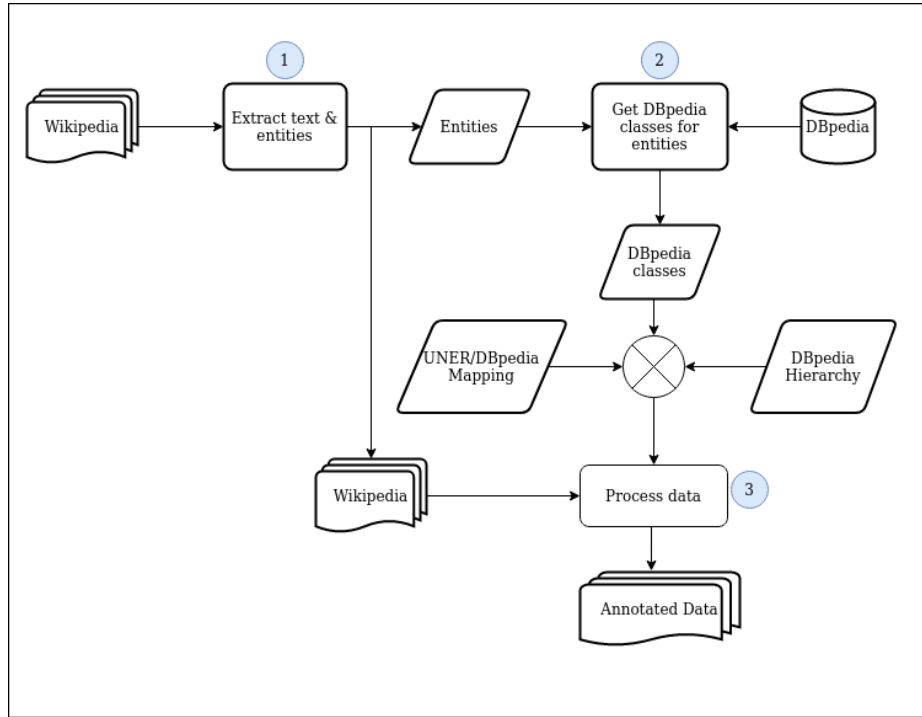 1
2
Wikipedia
Extract text &
entities
Entities
Get DBpedia
classes for
entities
DBpedia
DBpedia
classes
UNER/DBpedia
Mapping
DBpedia
Hierarchy
Wikipedia
Process data
3
Annotated Data